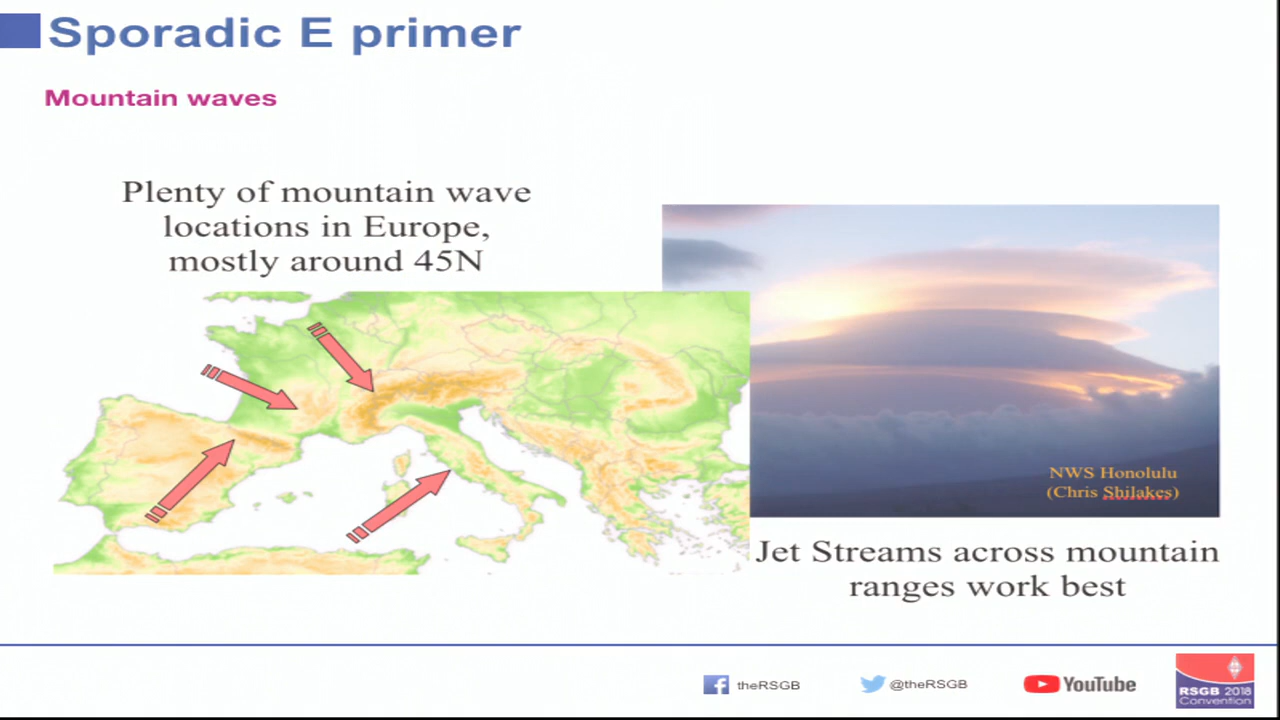 Sporadic E primer
Mountain waves
Plenty of mountain wave
locations in Europe,
mostly around 45N
NWS Honolulu
(Chris Shilakes)
Jet Streams across mountain
ranges work best
theRSGB
@theRSGB
YouTube
RSGB 2018
Convention